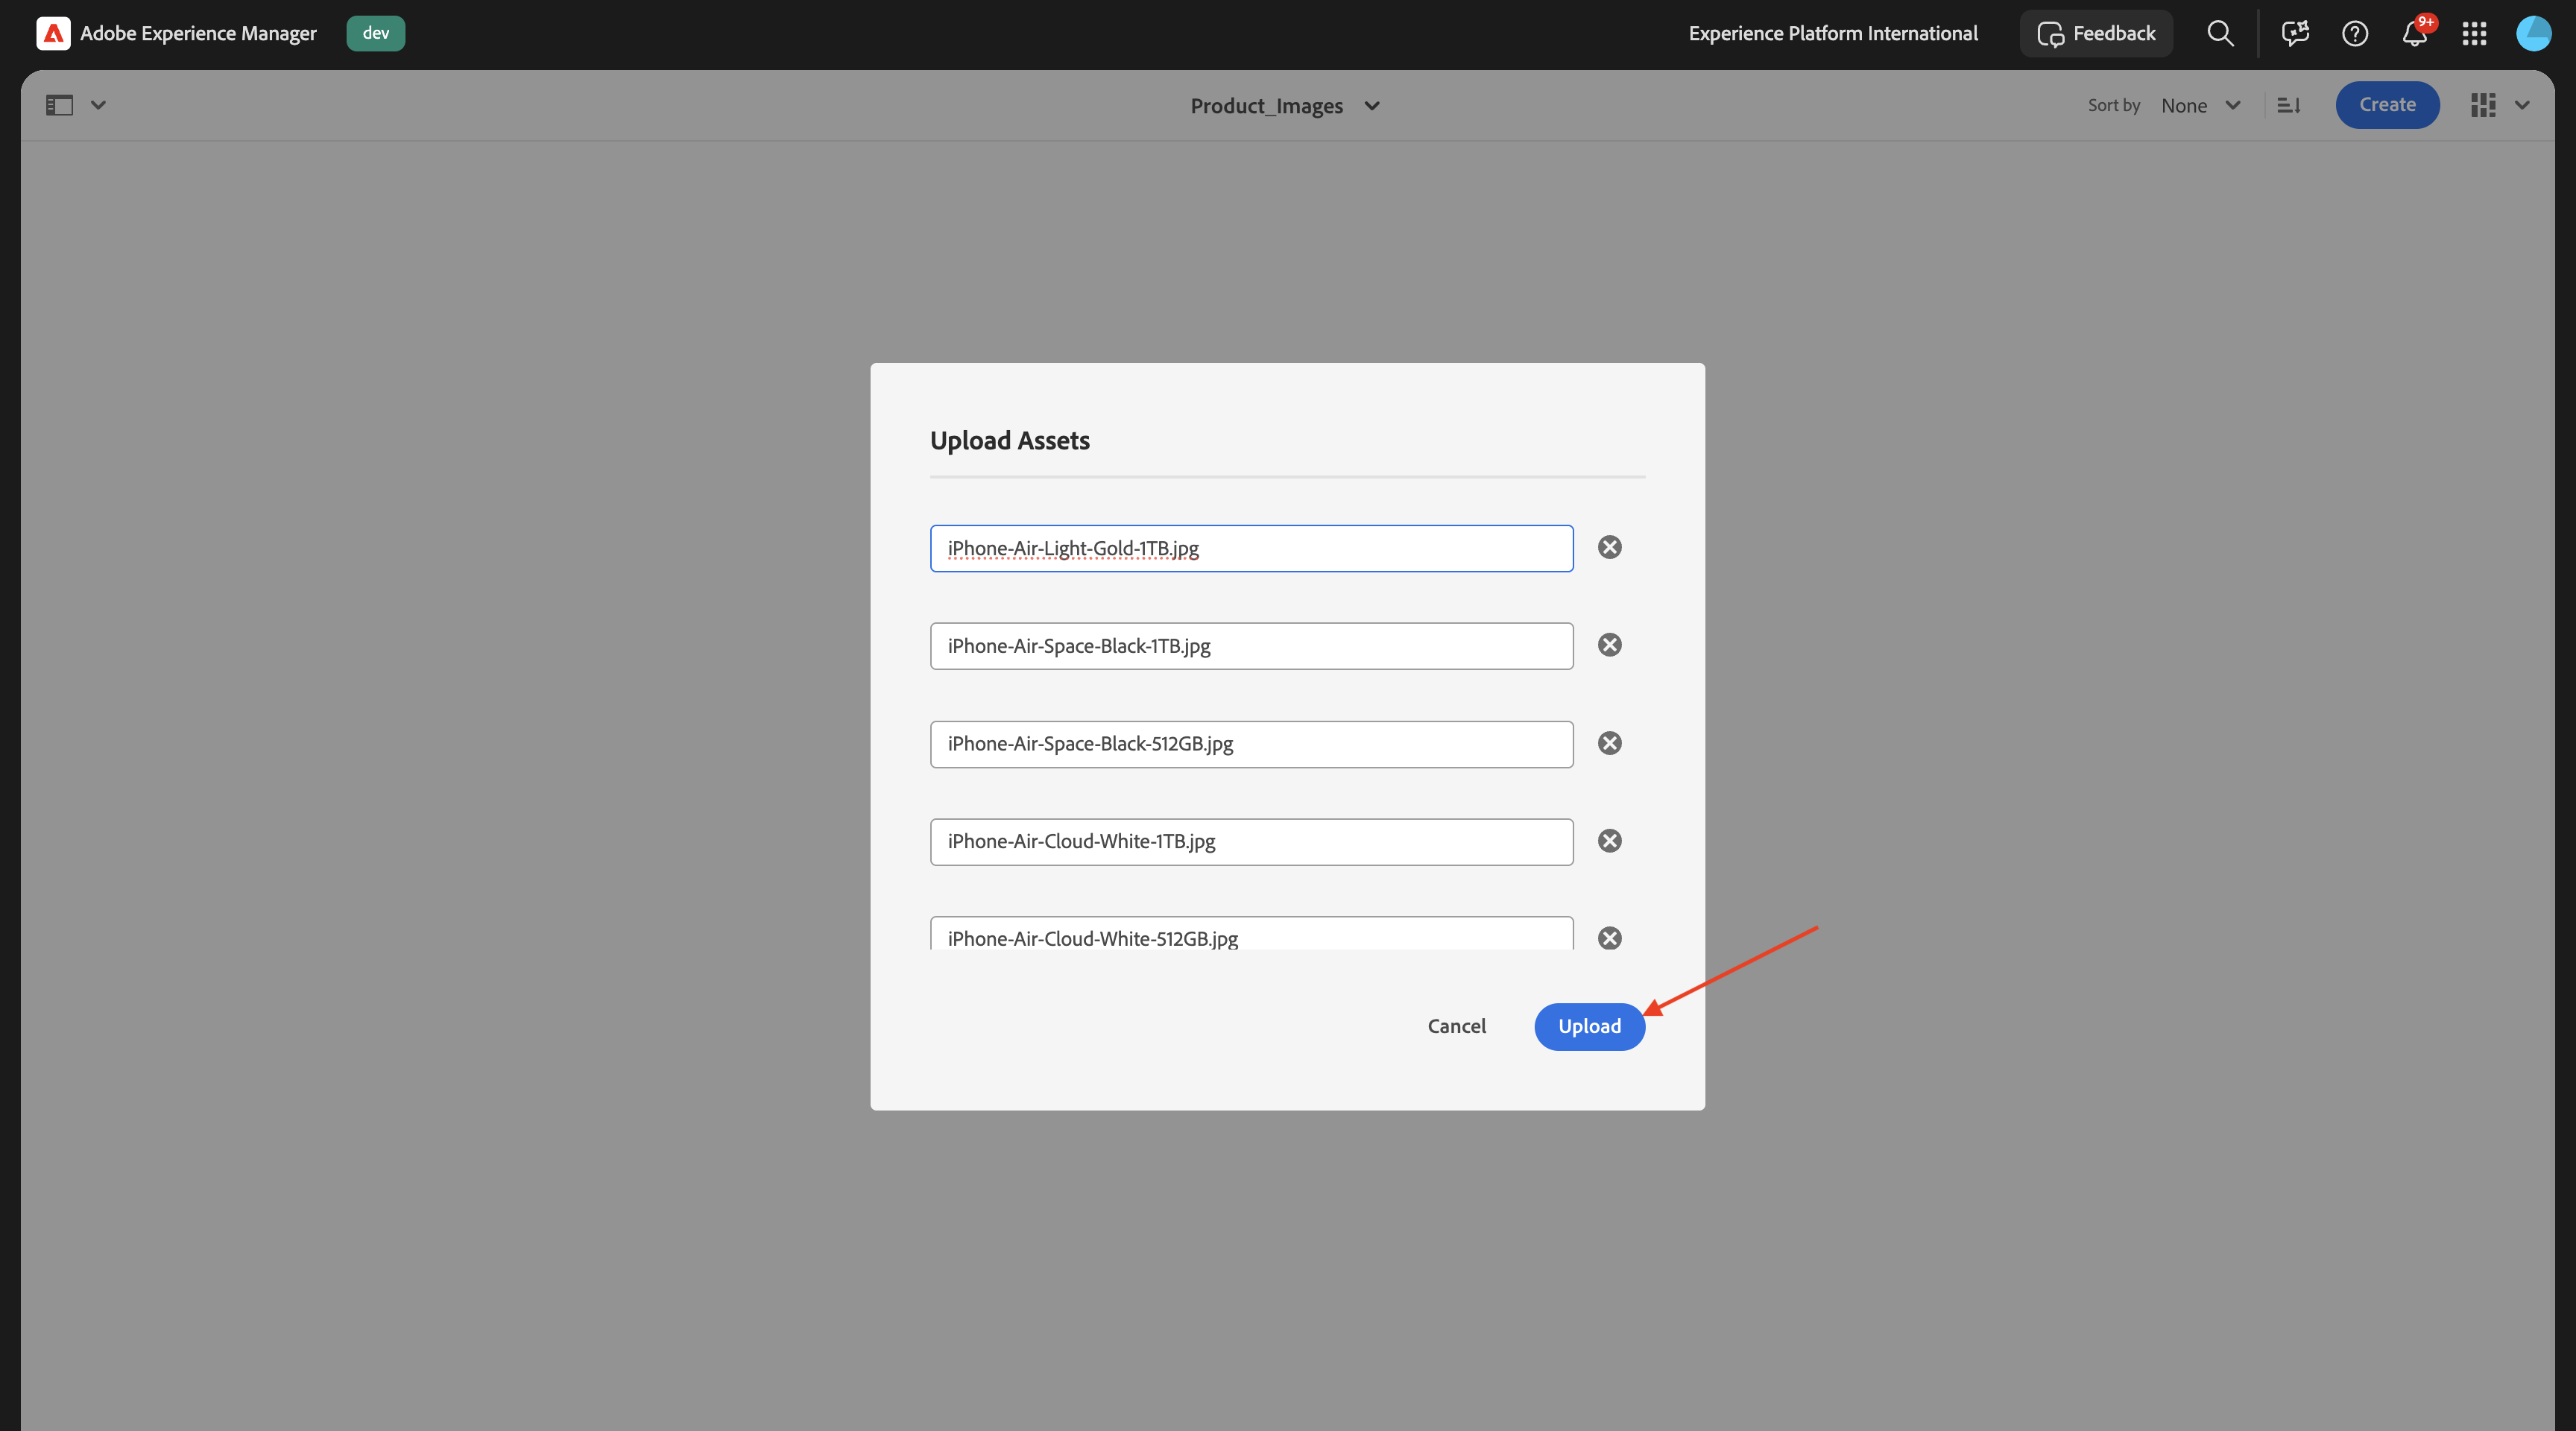 Adobe Experience Manager dev Experience Platform International Feedback 9+
Product_Images Sort by None Create
Upload Assets
iPhone-Air-Light-Gold-1TB.jpg
iPhone-Air-Space-Black-1TB.jpg
iPhone-Air-Space-Black-512GB.jpg
iPhone-Air-Cloud-White-1TB.jpg
iPhone-Air-Cloud-White-512GB.jpg
Cancel Upload